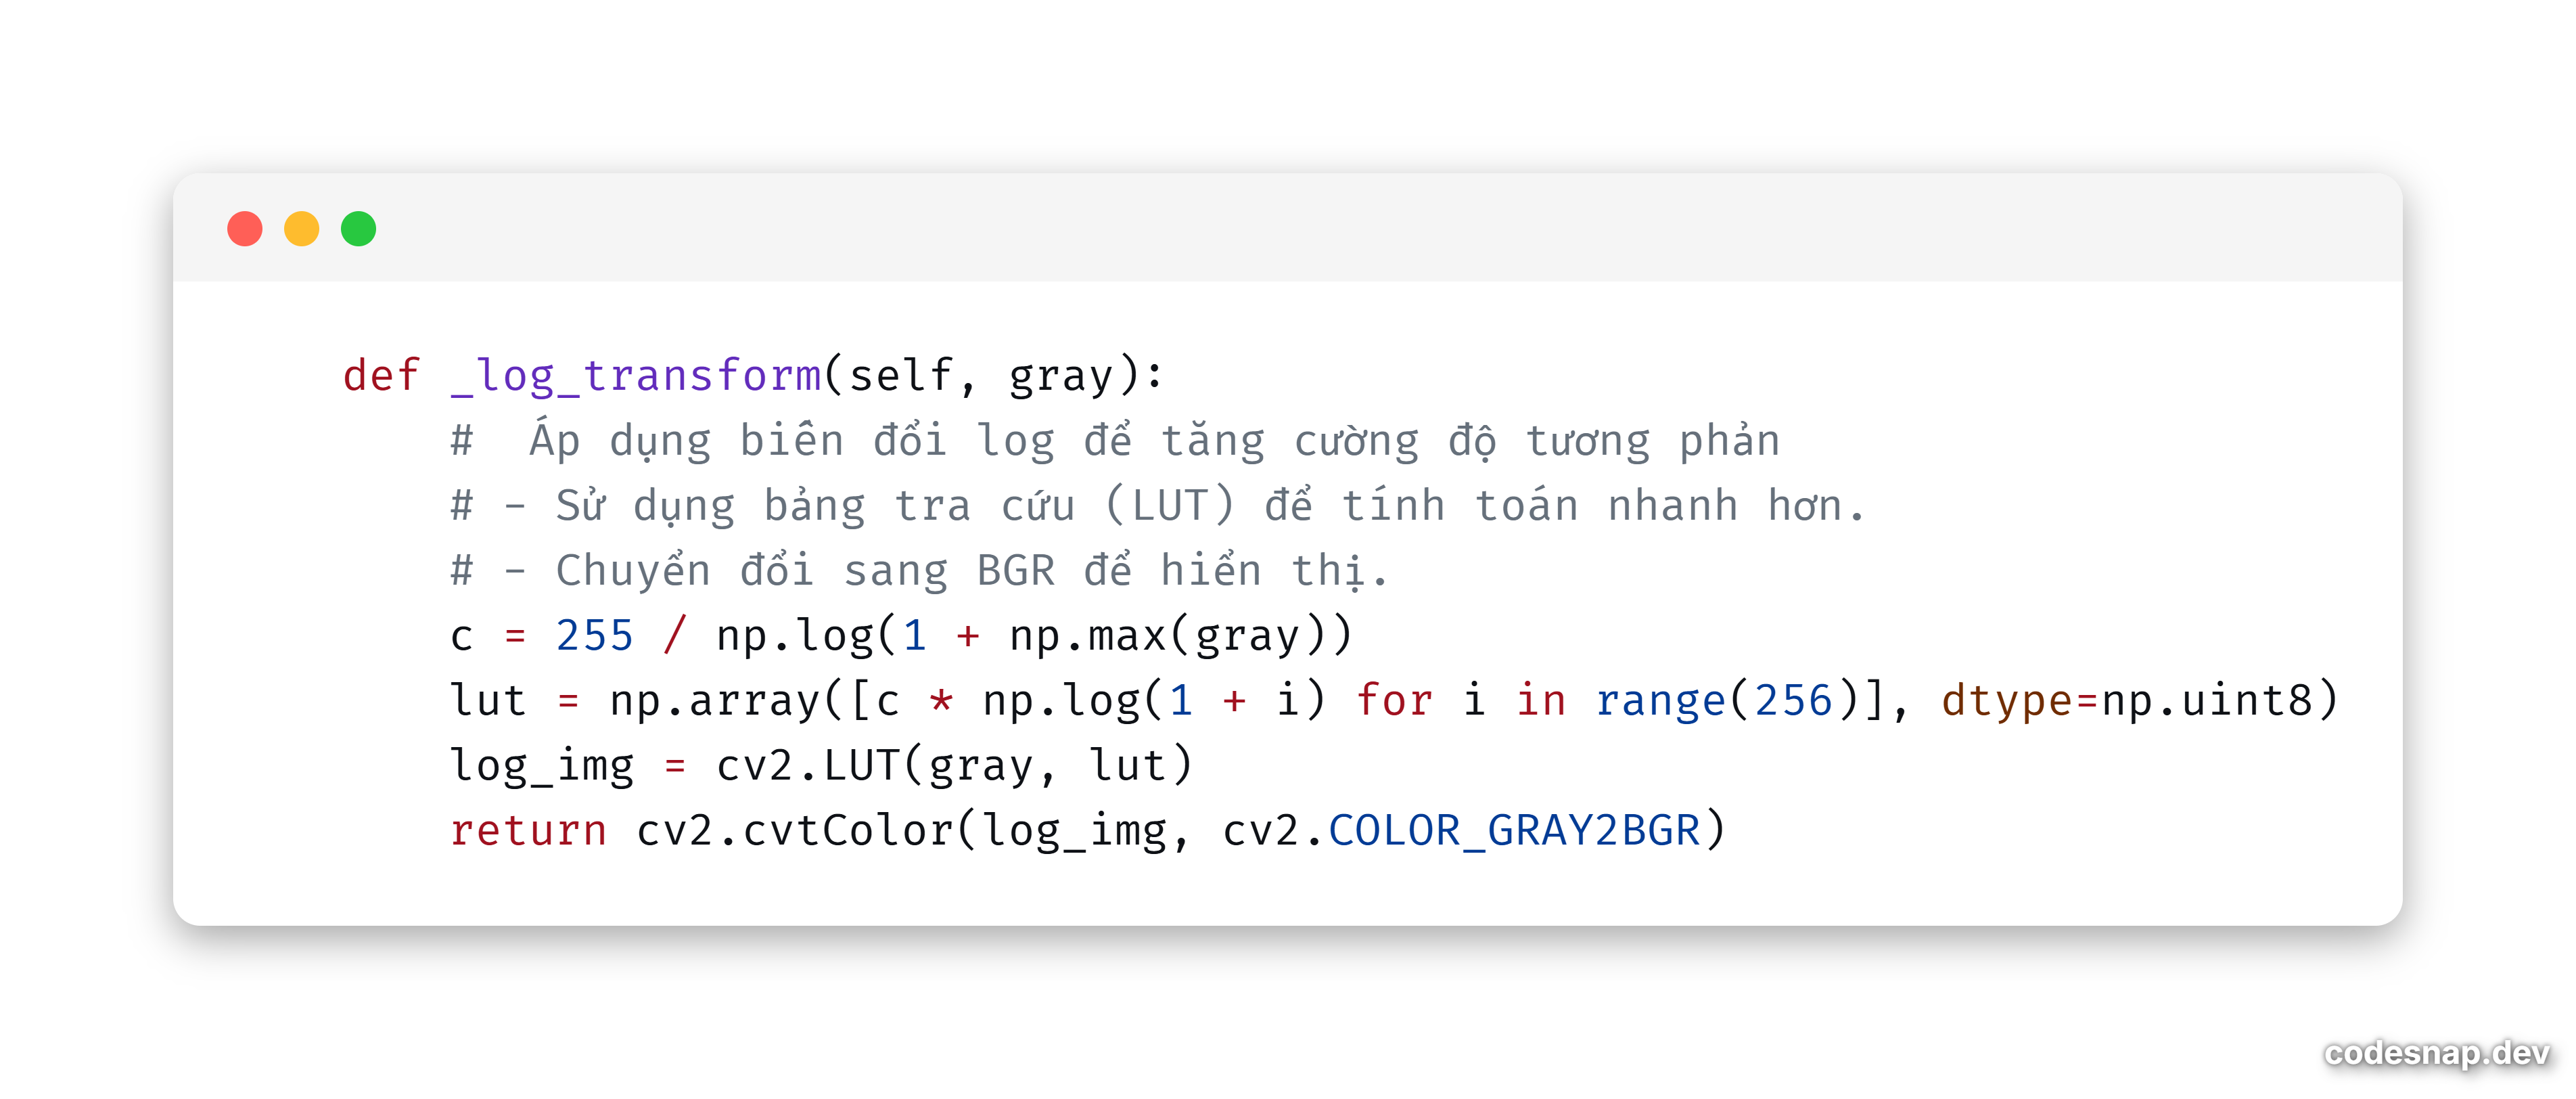 def _log_transform(self, gray):
    #  Áp dụng biến đổi log để tăng cường độ tương phản
    # - Sử dụng bảng tra cứu (LUT) để tính toán nhanh hơn.
    # - Chuyển đổi sang BGR để hiển thị.
    c = 255 / np.log(1 + np.max(gray))
    lut = np.array([c * np.log(1 + i) for i in range(256)], dtype=np.uint8)
    log_img = cv2.LUT(gray, lut)
    return cv2.cvtColor(log_img, cv2.COLOR_GRAY2BGR)
codesnap.dev